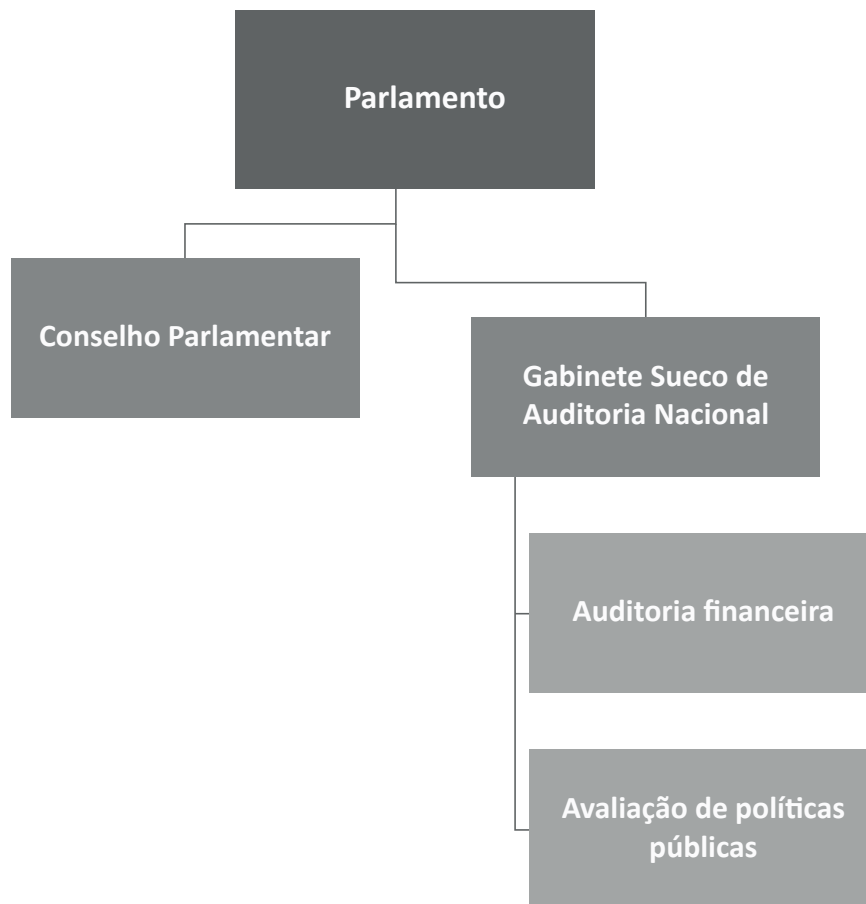 Parlamento
Conselho Parlamentar
Gabinete Sueco de
Auditoria Nacional
Auditoria financeira
Avaliação de políticas
públicas